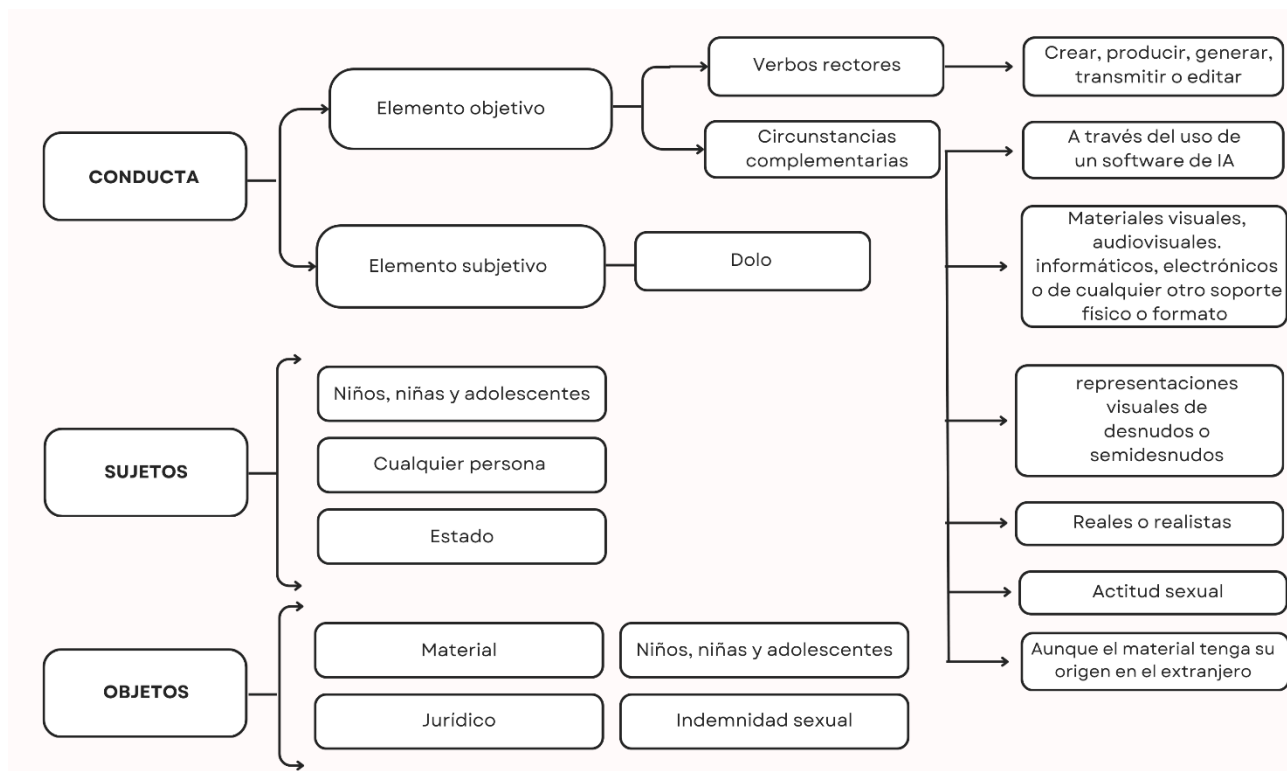 CONDUCTA
Elemento objetivo
Verbos rectores
Crear, producir, generar,
transmitir o editar
Circunstancias
complementarias
A través del uso de
un software de IA
Materiales visuales,
audiovisuales.
informáticos, electrónicos
o de cualquier otro soporte
físico o formato
representaciones
visuales de
desnudos o
semidesnudos
Reales o realistas
Actitud sexual
Aunque el material tenga su
origen en el extranjero
Elemento subjetivo
Dolo
SUJETOS
Niños, niñas y adolescentes
Cualquier persona
Estado
OBJETOS
Material
Niños, niñas y adolescentes
Jurídico
Indemnidad sexual